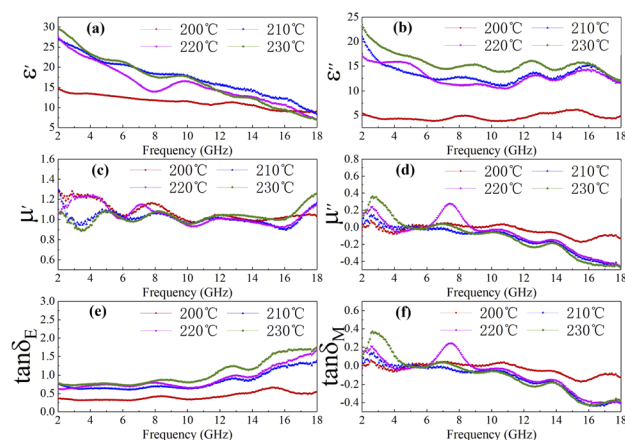 (a) 200℃ 210℃
220℃ 230℃
30
25
20
15
10
5
ε′
2 4 6 8 10 12 14 16 18
Frequency (GHz)
(b) 200℃ 210℃
220℃ 230℃
25
20
15
10
5
ε″
2 4 6 8 10 12 14 16 18
Frequency (GHz)
(c) 200℃ 210℃
220℃ 230℃
1.6
1.4
1.2
1.0
0.8
0.6
μ′
2 4 6 8 10 12 14 16 18
Frequency (GHz)
(d) 200℃ 210℃
220℃ 230℃
0.8
0.6
0.4
0.2
0.0
-0.2
-0.4
μ″
2 4 6 8 10 12 14 16 18
Frequency (GHz)
(e) 200℃ 210℃
220℃ 230℃
3.0
2.5
2.0
1.5
1.0
0.5
0.0
tanδE
2 4 6 8 10 12 14 16 18
Frequency (GHz)
(f) 200℃ 210℃
220℃ 230℃
0.6
0.4
0.2
0.0
-0.2
-0.4
tanδM
2 4 6 8 10 12 14 16 18
Frequency (GHz)